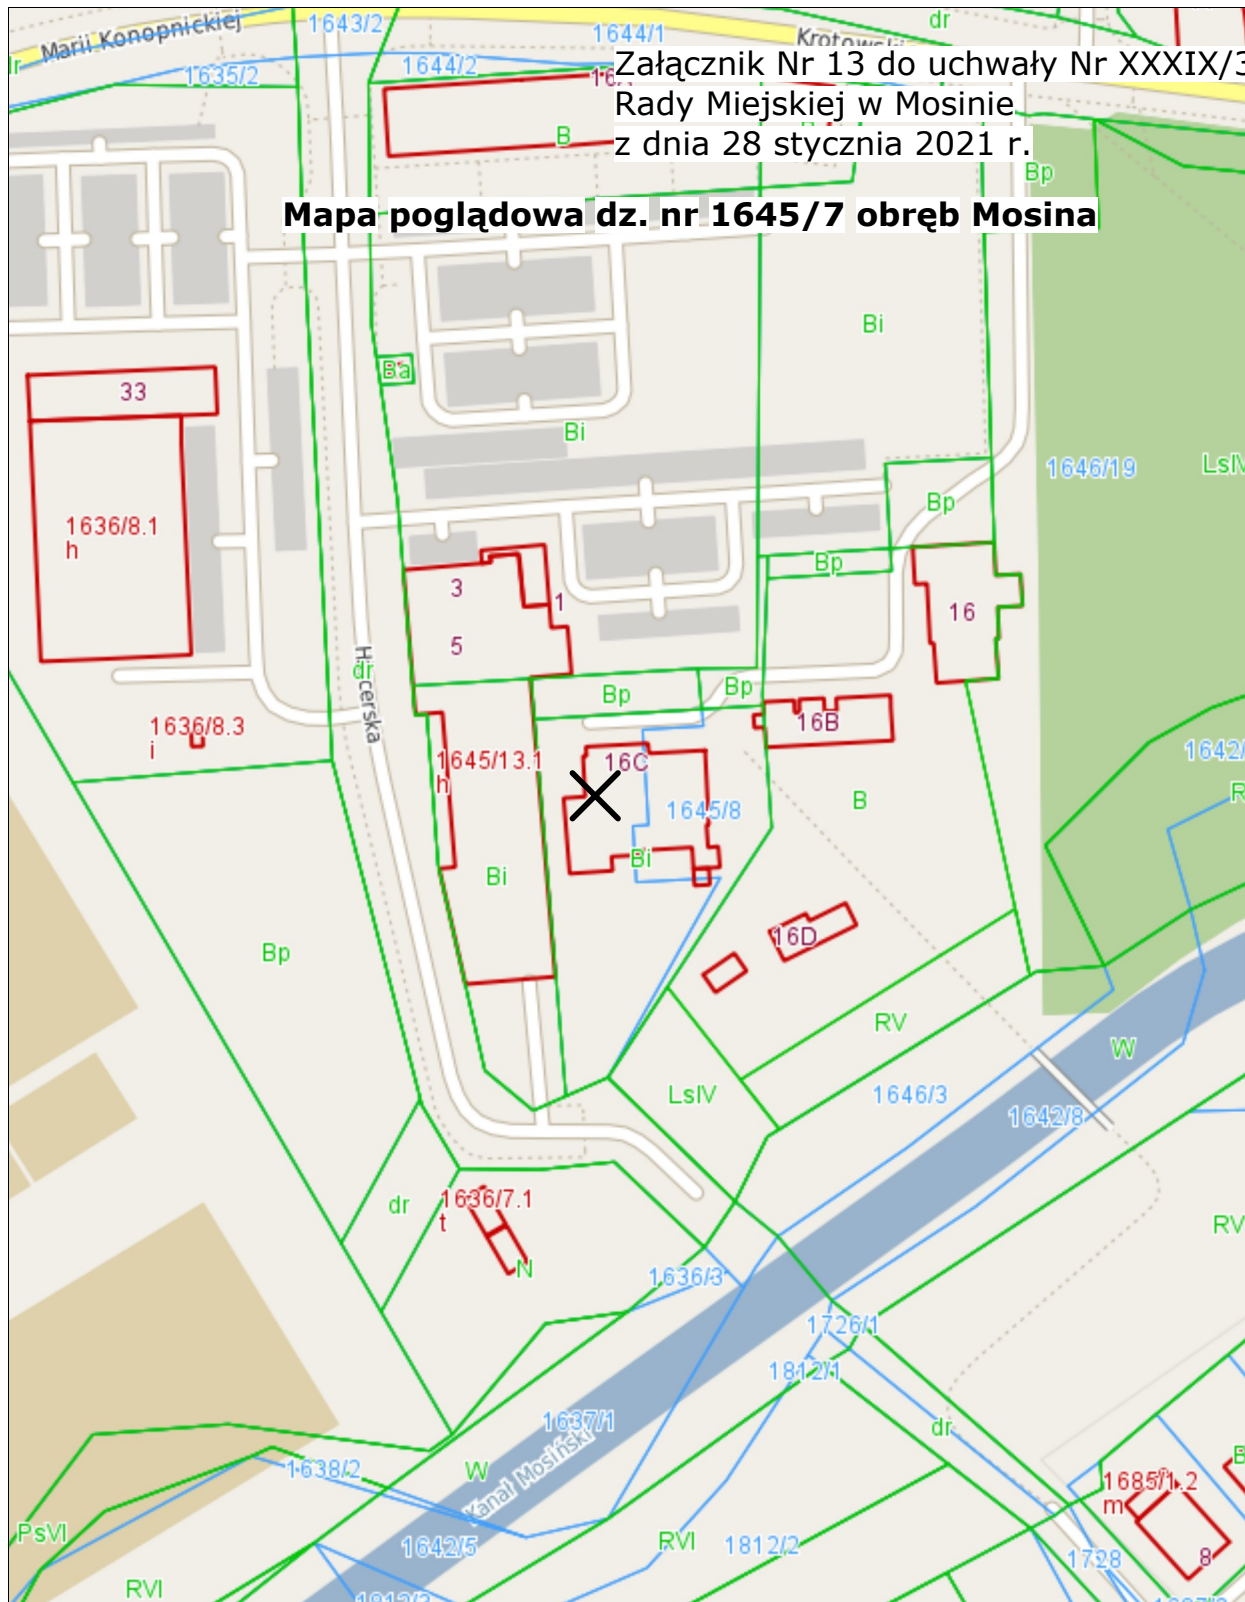 Marii Konopnickiej
1643/2
1644/1
dr
1635/2
1644/2
Załącznik Nr 13 do uchwały Nr XXXIX/3
Rady Miejskiej w Mosinie
z dnia 28 stycznia 2021 r.
B
Bp
Mapa poglądowa dz. nr 1645/7 obręb Mosina
Bi
Ba
33
Bi
1646/19
Bp
1636/8.1
h
3
1
Bp
16
5
dr
Bp
Bp
1636/8.3
i
16B
1645/13.1
h
16C
B
1645/8
Bi
Bi
16D
Bp
RV
W
LsIV
1646/3
1642/8
dr
1636/7.1
t
N
1636/3
1726/1
1812/1
1637/1
dr
Kanał Mosiński
1638/2
W
1685/1.2
m
PsVI
1642/5
RVI
1812/2
1728
8
RVI